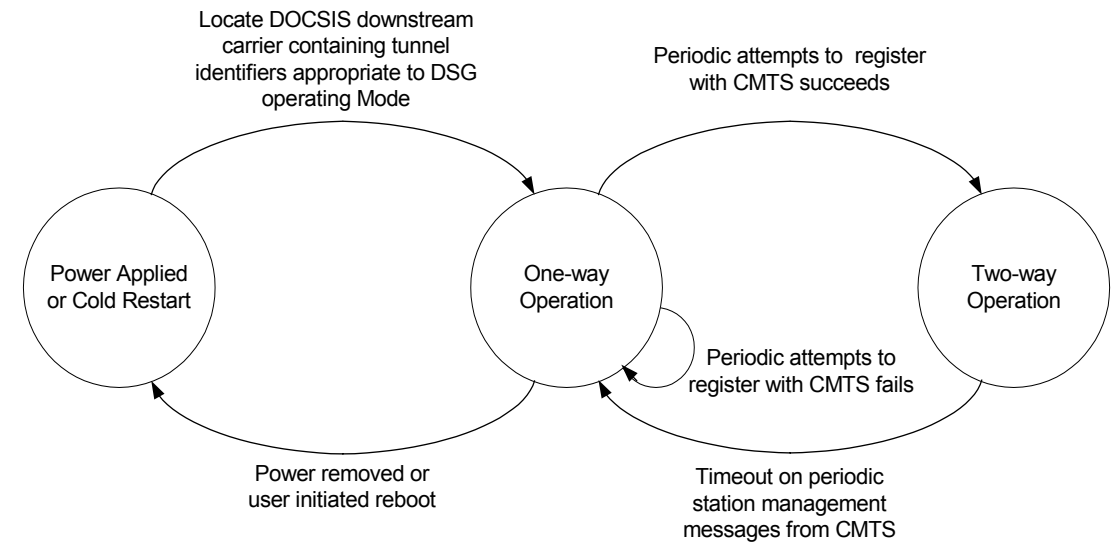 Locate DOCSIS downstream
carrier containing tunnel
identifiers appropriate to DSG
operating Mode
Periodic attempts to register
with CMTS succeeds
Power Applied
or Cold Restart
One-way
Operation
Two-way
Operation
Periodic attempts to
register with CMTS fails
Power removed or
user initiated reboot
Timeout on periodic
station management
messages from CMTS